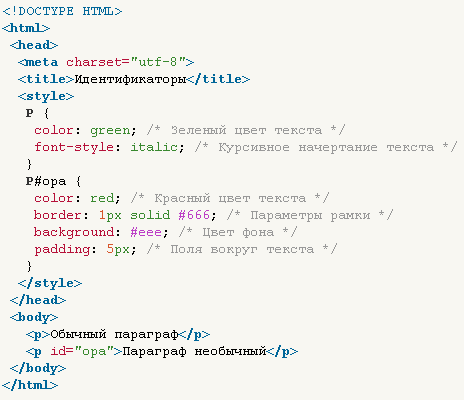 <!DOCTYPE HTML>
<html>
<head>
<meta charset="utf-8">
<title>Идентификаторы</title>
<style>
P {
color: green; /* Зеленый цвет текста */
font-style: italic; /* Курсивное начертание текста */
}
P#opa {
color: red; /* Красный цвет текста */
border: 1px solid #666; /* Параметры рамки */
background: #eee; /* Цвет фона */
padding: 5px; /* Поля вокруг текста */
}
</style>
</head>
<body>
<p>Обычный параграф</p>
<p id="opa">Параграф необычный</p>
</body>
</html>